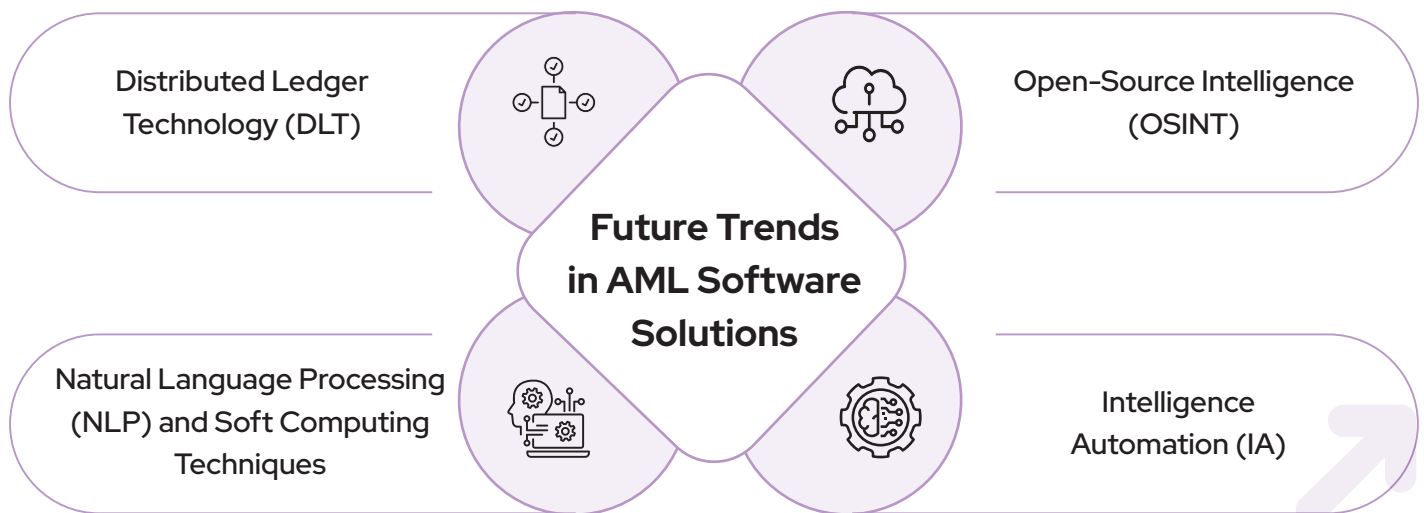 Distributed Ledger
Technology (DLT)
Open-Source Intelligence
(OSINT)
Future Trends
in AML Software
Solutions
Natural Language Processing
(NLP) and Soft Computing
Techniques
Intelligence
Automation (IA)